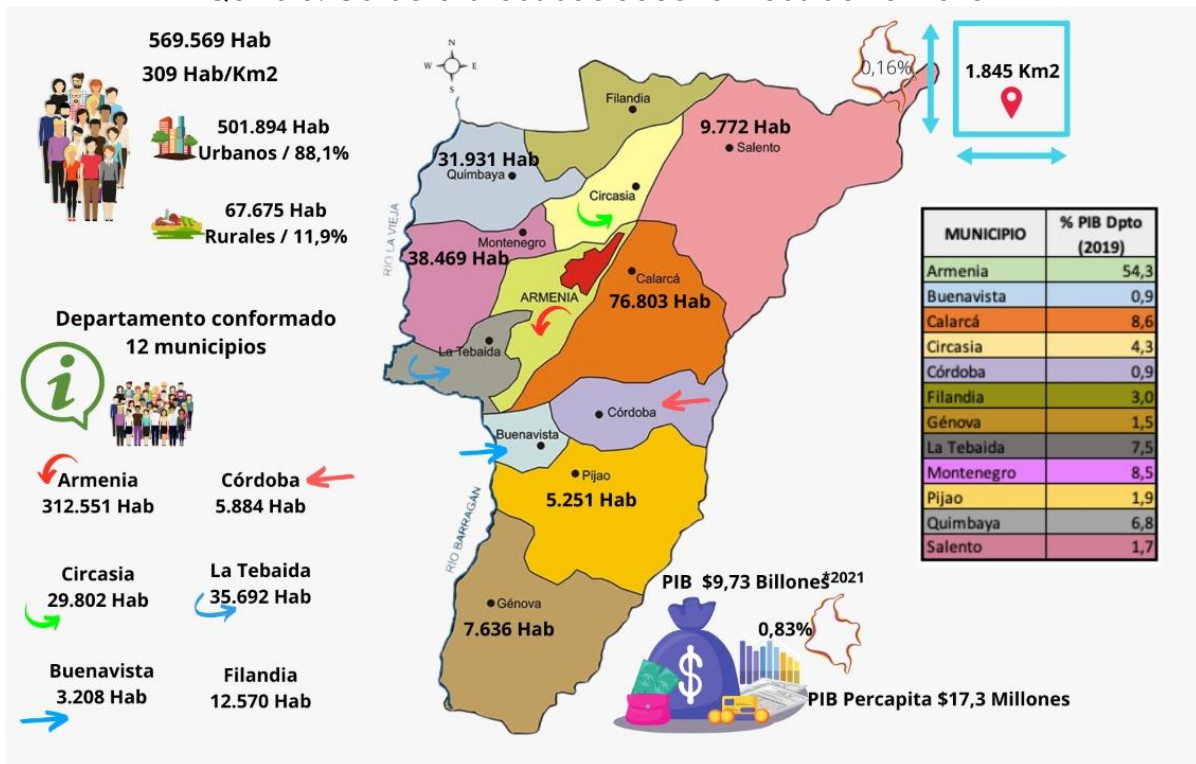 569.569 Hab
309 Hab/Km2
501.894 Hab
Urbanos / 88,1%
67.675 Hab
Rurales / 11,9%
Departamento conformado
12 municipios
Armenia
312.551 Hab
Córdoba
5.884 Hab
Circasia
29.802 Hab
La Tebaida
35.692 Hab
Buenavista
3.208 Hab
Filandia
12.570 Hab
N
W
E
S
Filandia
9.772 Hab
Salento
31.931 Hab
Quimbaya
Circasia
RIO LA VIEJA
Montenegro
38.469 Hab
Calarcá
76.803 Hab
ARMENIA
La Tebaida
Córdoba
Buenavista
Pijao
5.251 Hab
RIO BARRAGÁN
Génova
7.636 Hab
0,16%
1.845 Km2
MUNICIPIO % PIB Dpto
(2019)
Armenia 54,3
Buenavista 0,9
Calarcá 8,6
Circasia 4,3
Córdoba 0,9
Filandia 3,0
Génova 1,5
La Tebaida 7,5
Montenegro 8,5
Pijao 1,9
Quimbaya 6,8
Salento 1,7
PIB $9,73 Billones*2021
0,83%
$
PIB Percapita $17,3 Millones